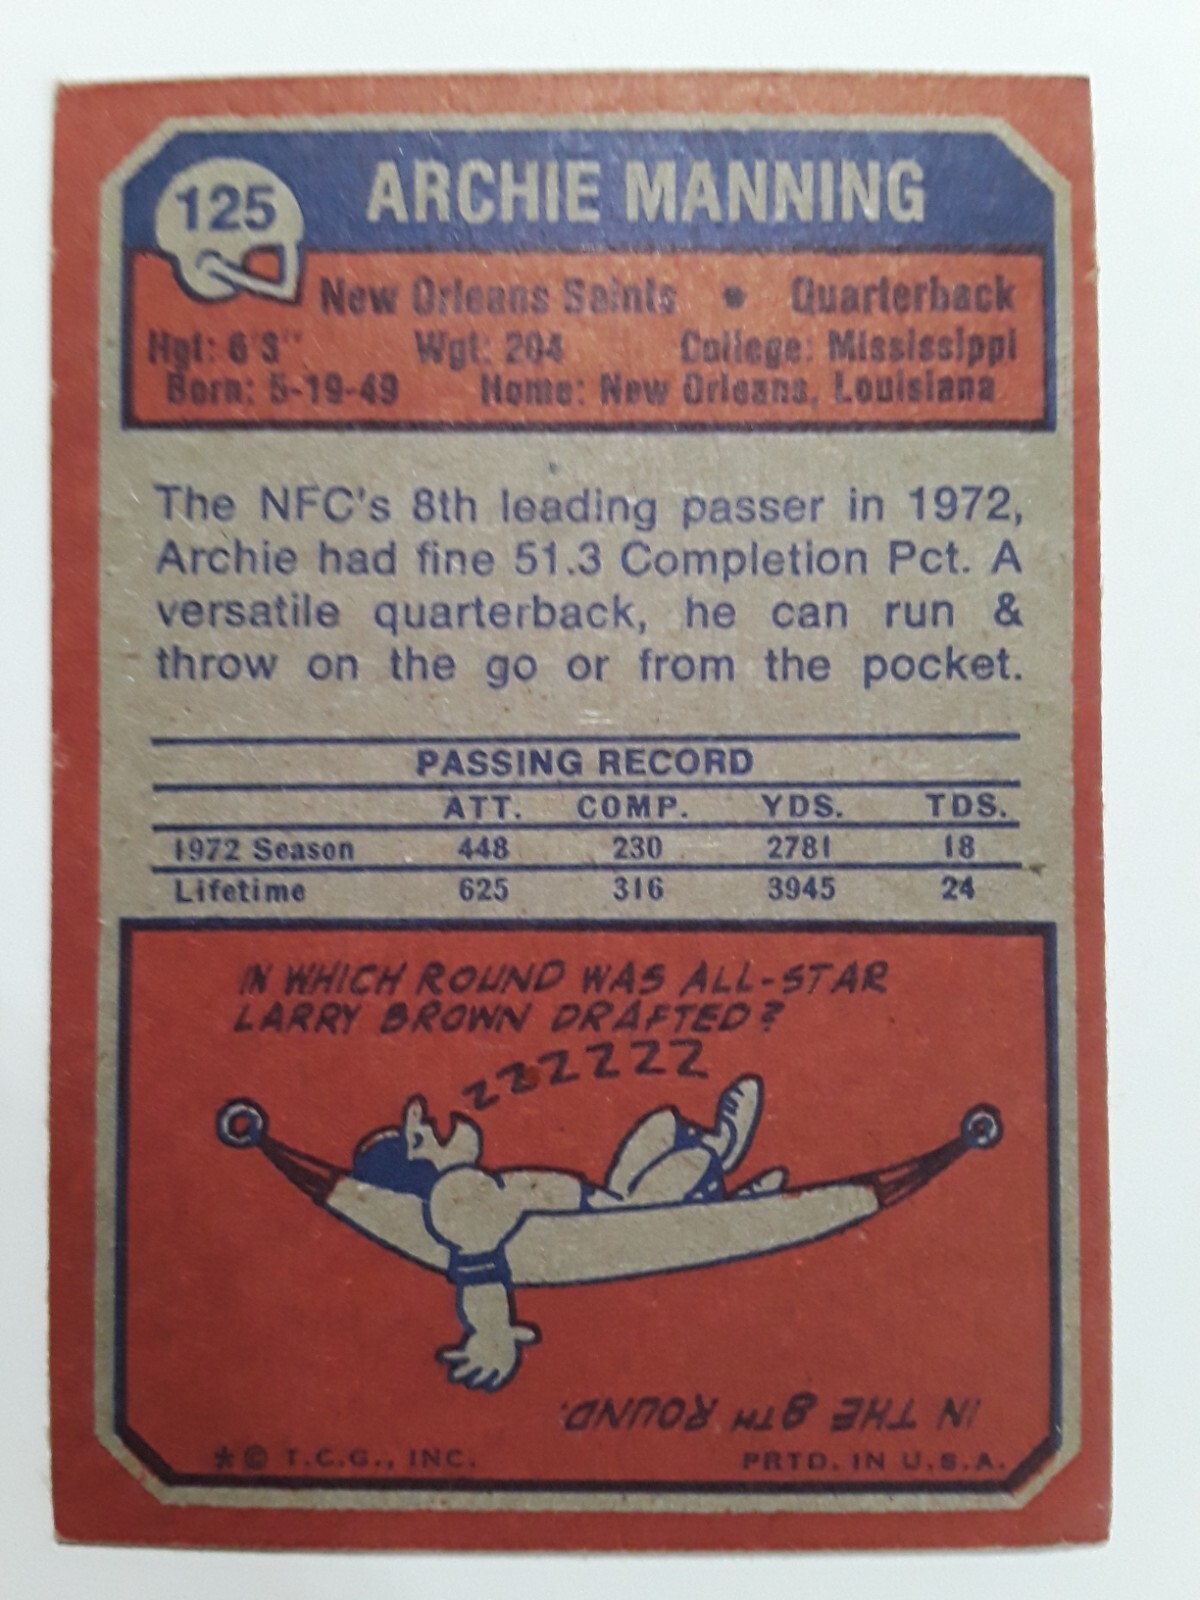 125
ARCHIE MANNING
New Orleans Saints • Quarterback
Hgt: 6'3" Wgt: 204 College: Mississippi
Born: 5-19-49 Home: New Orleans, Louisiana
The NFC's 8th leading passer in 1972,
Archie had fine 51.3 Completion Pct. A
versatile quarterback, he can run &
throw on the go or from the pocket.
PASSING RECORD
ATT. COMP. YDS. TDS.
1972 Season 448 230 2781 18
Lifetime 625 316 3945 24
IN WHICH ROUND WAS ALL-STAR
LARRY BROWN DRAFTED?
ZZZZZZZ
IN THE 8TH ROUND.
*© T.C.G., INC. PRTD. IN U.S.A.